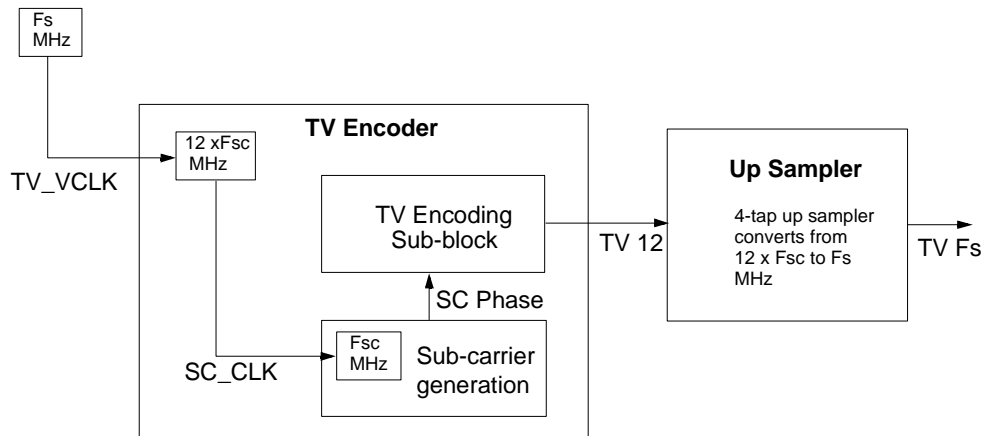 Fs
MHz
TV Encoder
12 xFsc
MHz
TV_VCLK
Up Sampler
TV Encoding
Sub-block
4-tap up sampler
converts from
12 x Fsc to Fs
MHz
TV 12
TV Fs
SC Phase
Fsc
MHz
Sub-carrier
generation
SC_CLK